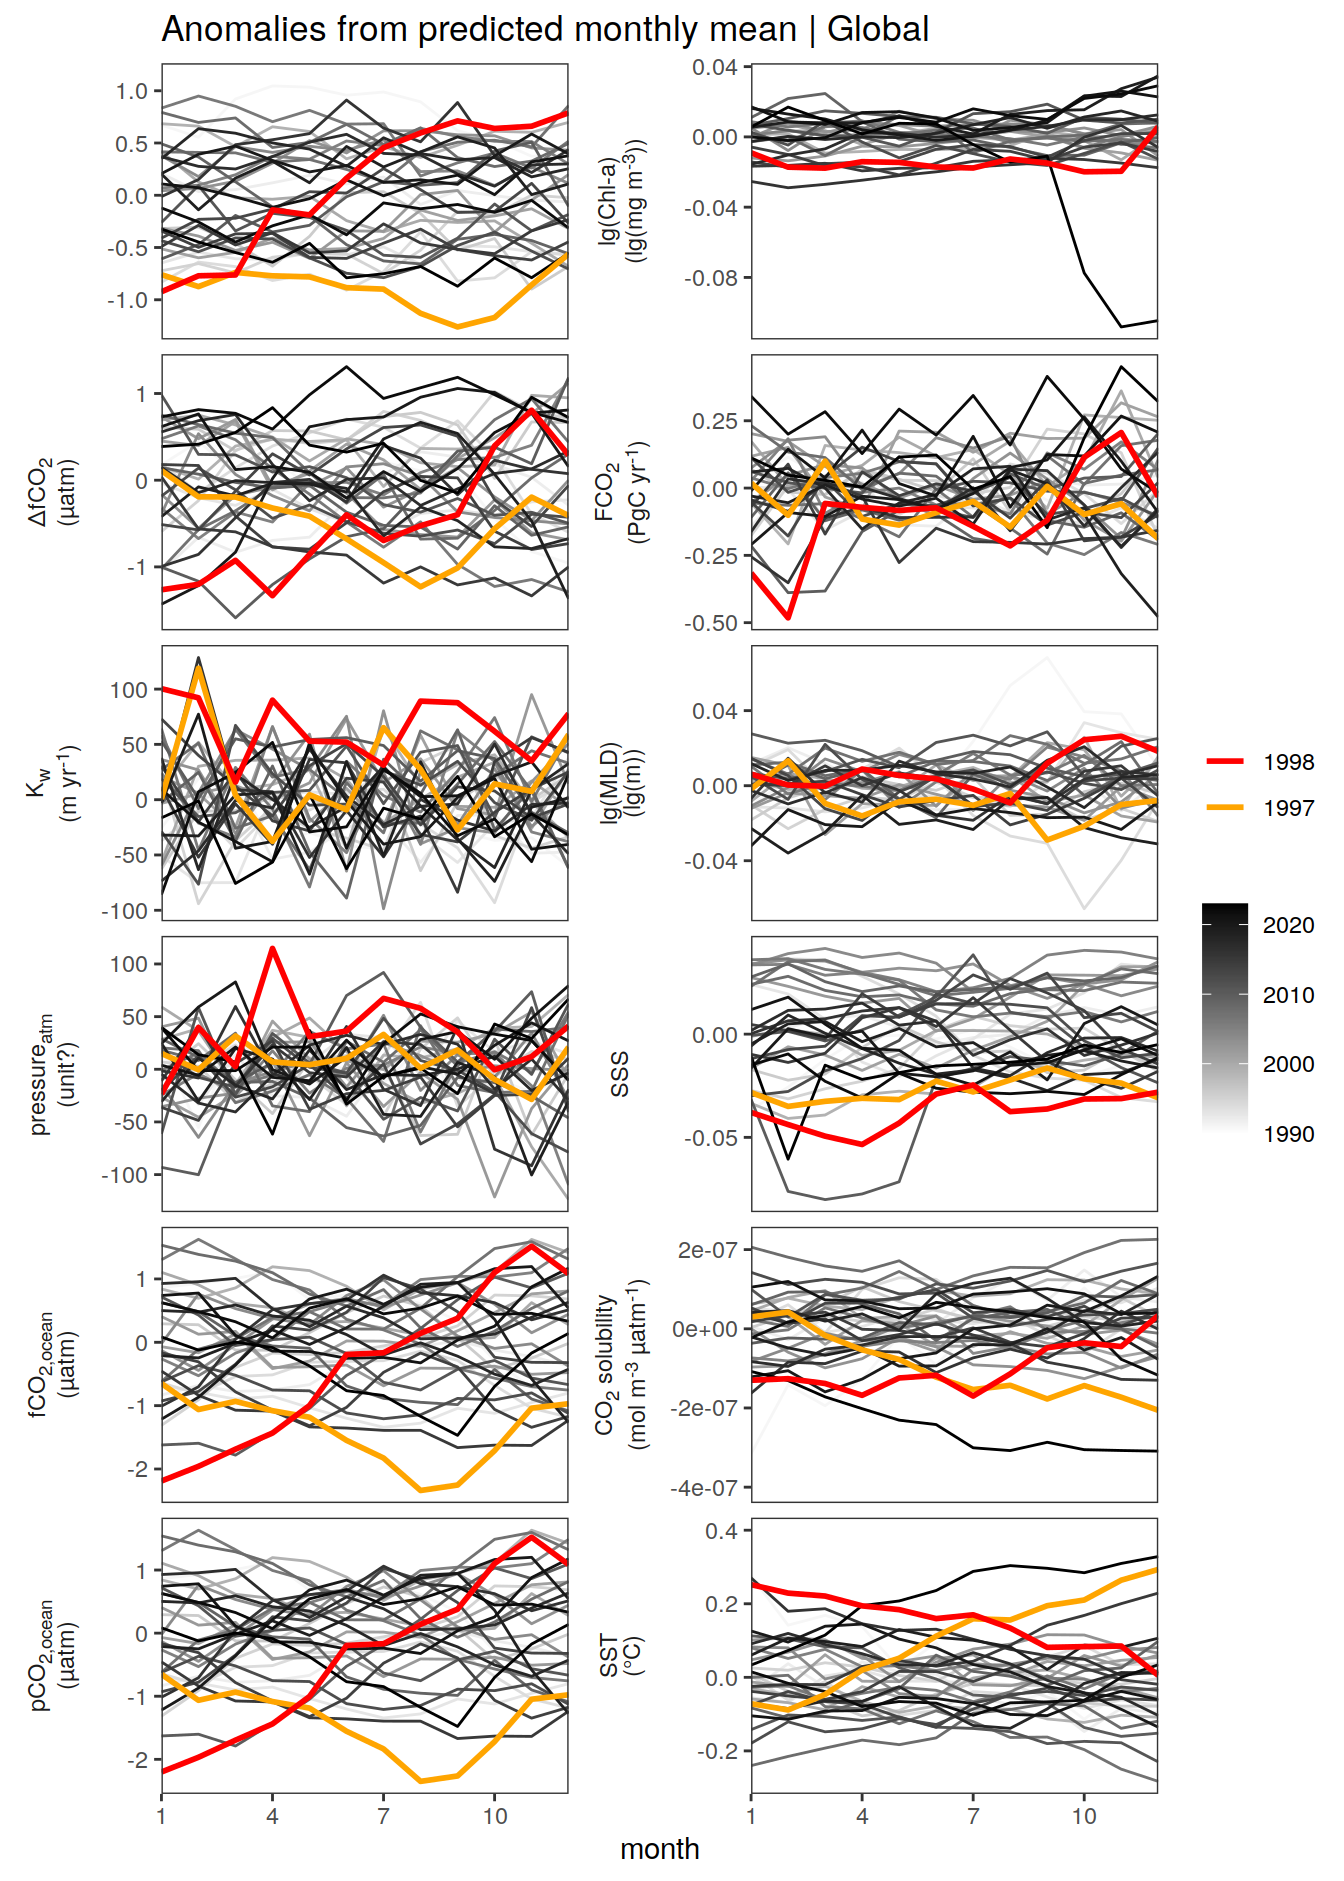 Anomalies from predicted monthly mean | Global
1.0
0.5
0.0
-0.5
-1.0
0.04
0.00
-0.04
-0.08
lg(Chl-a)
(lg(mg m-3))
ΔfCO2
(µatm)
1
0
-1
FCO2
(PgC yr-1)
0.25
0.00
-0.25
-0.50
Kw
(m yr-1)
100
50
0
-50
-100
lg(MLD)
(lg(m))
0.04
0.00
-0.04
pressureatm
(unit?)
100
50
0
-50
-100
SSS
0.00
-0.05
fCO2,ocean
(µatm)
1
0
-1
-2
CO2 solubility
(mol m-3 µatm-1)
2e-07
0e+00
-2e-07
-4e-07
pCO2,ocean
(µatm)
1
0
-1
-2
SST
(°C)
0.4
0.2
0.0
-0.2
1
4
7
10
1
4
7
10
month
1998
1997
2020
2010
2000
1990